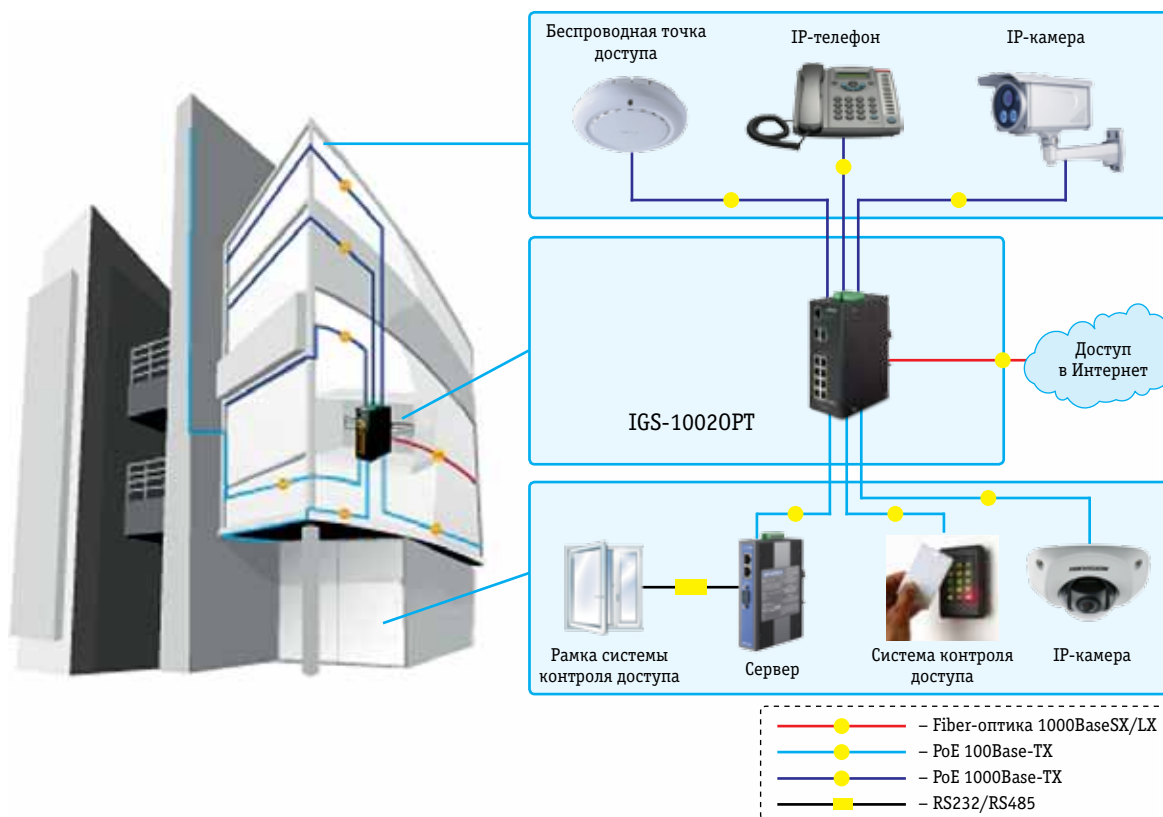 Беспроводная точка
доступа
IP-телефон
IP-камера
Доступ
в Интернет
IGS-10020PT
HIKVISION
Рамка системы
контроля доступа
Сервер
Система контроля
доступа
IP-камера
– Fiber-оптика 1000BaseSX/LX
– PoE 100Base-TX
– PoE 1000Base-TX
– RS232/RS485